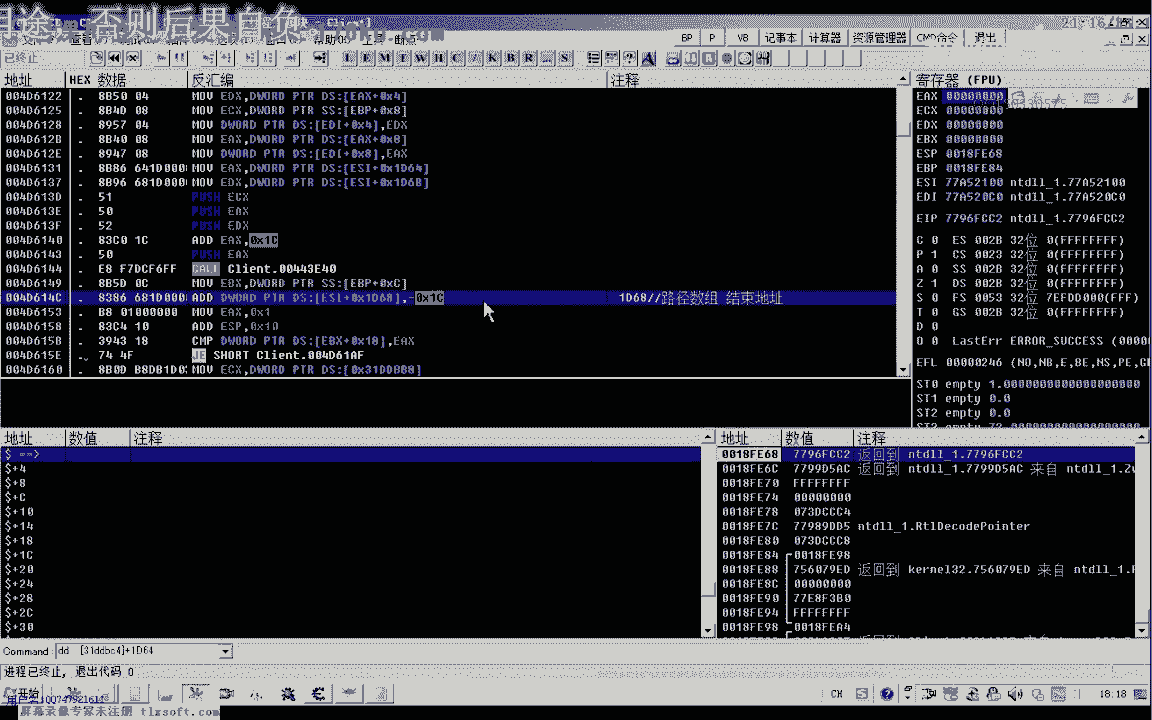 用途，否则后果自负
已终止
BP P VB 记事本 计算器 资源管理器 CMD命令 退出
地址 HEX 数据 反汇编 注释
004D6122 . 8B50 04 MOV EDX,DWORD PTR DS:[EAX+0x4]
004D6125 . 8B4D 08 MOV ECX,DWORD PTR SS:[EBP+0x8]
004D6128 . 8957 04 MOV DWORD PTR DS:[EDI+0x4],EDX
004D612B . 8B40 08 MOV EAX,DWORD PTR DS:[EAX+0x8]
004D612E . 8947 08 MOV DWORD PTR DS:[EDI+0x8],EAX
004D6131 . 8B86 641D000 MOV EAX,DWORD PTR DS:[ESI+0x1D64]
004D6137 . 8B96 681D000 MOV EDX,DWORD PTR DS:[ESI+0x1D68]
004D613D . 51 PUSH ECX
004D613E . 50 PUSH EAX
004D613F . 52 PUSH EDX
004D6140 . 83C0 1C ADD EAX,0x1C
004D6143 . 50 PUSH EAX
004D6144 . E8 F7DCF6FF CALL Client.00443E40
004D6149 . 8B5D 0C MOV EBX,DWORD PTR SS:[EBP+0xC]
004D614C . 8386 681D000 ADD DWORD PTR DS:[ESI+0x1D68],-0x1C 1D68//路径数组 结束地址
004D6153 . B8 01000000 MOV EAX,0x1
004D6158 . 83C4 10 ADD ESP,0x10
004D615B . 3943 18 CMP DWORD PTR DS:[EBX+0x18],EAX
004D615E . 74 4F JE SHORT Client.004D61AF
004D6160 . 8B0D B8DB1D0 MOV ECX,DWORD PTR DS:[0x31DDBB8]
寄存器 (FPU)
EAX 00000000
ECX 00000000
EDX 00000000
EBX 00000000
ESP 0018FE68
EBP 0018FE84
ESI 77A52100 ntdll_1.77A52100
EDI 77A520C0 ntdll_1.77A520C0
EIP 7796FCC2 ntdll_1.7796FCC2
C 0 ES 002B 32位 0(FFFFFFFF)
P 1 CS 0023 32位 0(FFFFFFFF)
A 0 SS 002B 32位 0(FFFFFFFF)
Z 1 DS 002B 32位 0(FFFFFFFF)
S 0 FS 0053 32位 7EFDD000(FFF)
T 0 GS 002B 32位 0(FFFFFFFF)
D 0
O 0 LastErr ERROR_SUCCESS (0000
EFL 00000246 (NO,NB,E,BE,NS,PE,G
ST0 empty 1.0000000000000000000
ST1 empty 0.0
ST2 empty 0.0
地址 数值 注释
$ ==>
$+4
$+8
$+C
$+10
$+14
$+18
$+1C
$+20
$+24
$+28
$+2C
$+30
地址 数值 注释
0018FE68 7796FCC2 返回到 ntdll_1.7796FCC2
0018FE6C 7799D5AC 返回到 ntdll_1.7799D5AC 来自 ntdll_1.Zw
0018FE70 FFFFFFFF
0018FE74 00000000
0018FE78 073DCCC4
0018FE7C 77989DD5 ntdll_1.RtlDecodePointer
0018FE80 073DCCC8
0018FE84 0018FE98
0018FE88 756079ED 返回到 kernel32.756079ED 来自 ntdll_1.
0018FE8C 00000000
0018FE90 77E8F3B0
0018FE94 FFFFFFFF
0018FE98 0018FEA4
Command dd [31ddbc4]+1D64
进程已终止, 退出代码 0
开始
CH
18:18
屏幕录像专家未注册 tlxsoft.com